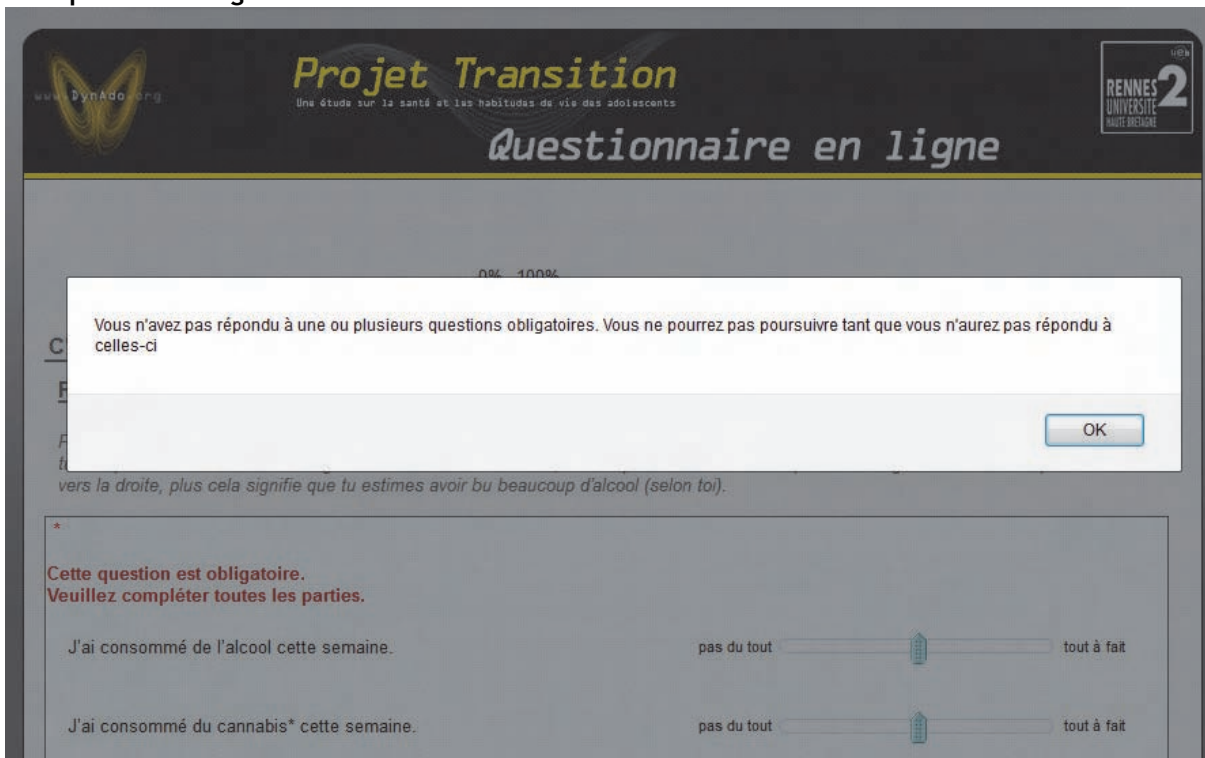 www.DynAdo.org
Projet Transition
Une étude sur la santé et les habitudes de vie des adolescents
Questionnaire en ligne
ueb
RENNES 2
UNIVERSITÉ
HAUTE BRETAGNE
0% 100%
Vous n'avez pas répondu à une ou plusieurs questions obligatoires. Vous ne pourrez pas poursuivre tant que vous n'aurez pas répondu à
celles-ci
OK
vers la droite, plus cela signifie que tu estimes avoir bu beaucoup d'alcool (selon toi).
*
Cette question est obligatoire.
Veuillez compléter toutes les parties.
J'ai consommé de l'alcool cette semaine. pas du tout tout à fait
J'ai consommé du cannabis* cette semaine. pas du tout tout à fait